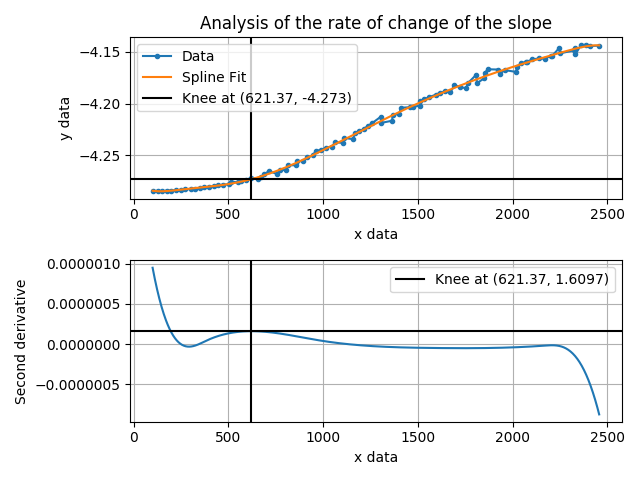 Analysis of the rate of change of the slope
−4.15
−4.20
−4.25
y data
Data
Spline Fit
Knee at (621.37, -4.273)
0 500 1000 1500 2000 2500
x data
0.0000010
0.0000005
0.0000000
−0.0000005
Second derivative
Knee at (621.37, 1.6097)
0 500 1000 1500 2000 2500
x data